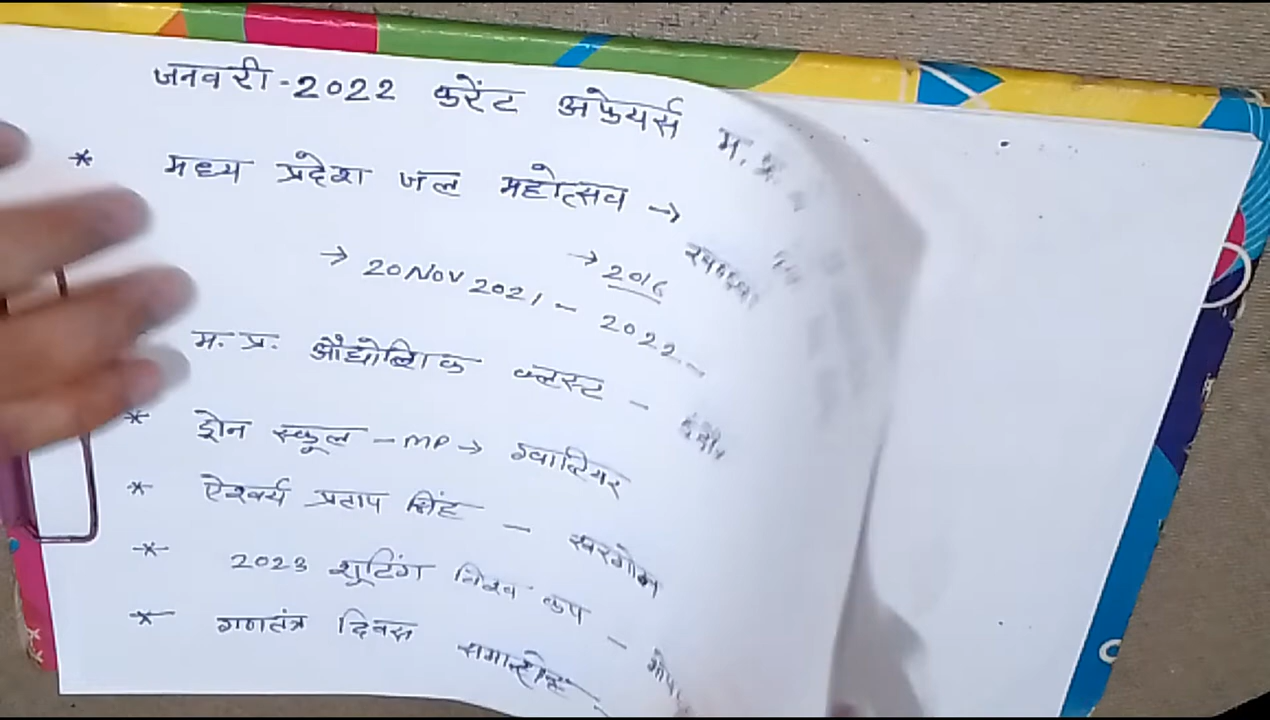 जनवरी-2022 करेंट अफेयर्स म.प्र.
* मध्य प्रदेश जल महोत्सव →
→ 2016
→ 20 Nov 2021 - 2022 -
म. प्र. औद्योगिक क्लस्ट -
* ड्रोन स्कूल - MP → ग्वालियर
* ऐश्वर्य प्रताप सिंह - खरगोन
* 2023 शूटिंग विश्व कप -
* गणतंत्र दिवस समारोह -